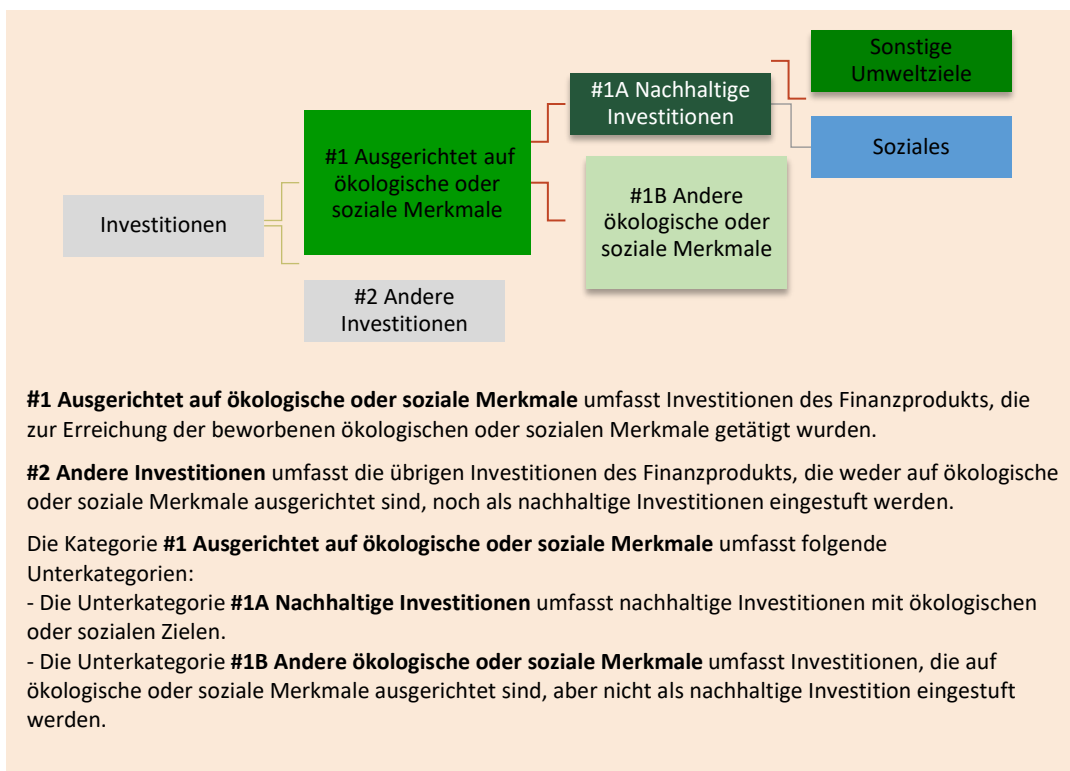 Sonstige
Umweltziele
#1A Nachhaltige
Investitionen
Soziales
#1 Ausgerichtet auf
ökologische oder
soziale Merkmale
#1B Andere
ökologische oder
soziale Merkmale
Investitionen
#2 Andere
Investitionen
#1 Ausgerichtet auf ökologische oder soziale Merkmale umfasst Investitionen des Finanzprodukts, die
zur Erreichung der beworbenen ökologischen oder sozialen Merkmale getätigt wurden.
#2 Andere Investitionen umfasst die übrigen Investitionen des Finanzprodukts, die weder auf ökologische
oder soziale Merkmale ausgerichtet sind, noch als nachhaltige Investitionen eingestuft werden.
Die Kategorie #1 Ausgerichtet auf ökologische oder soziale Merkmale umfasst folgende
Unterkategorien:
- Die Unterkategorie #1A Nachhaltige Investitionen umfasst nachhaltige Investitionen mit ökologischen
oder sozialen Zielen.
- Die Unterkategorie #1B Andere ökologische oder soziale Merkmale umfasst Investitionen, die auf
ökologische oder soziale Merkmale ausgerichtet sind, aber nicht als nachhaltige Investition eingestuft
werden.